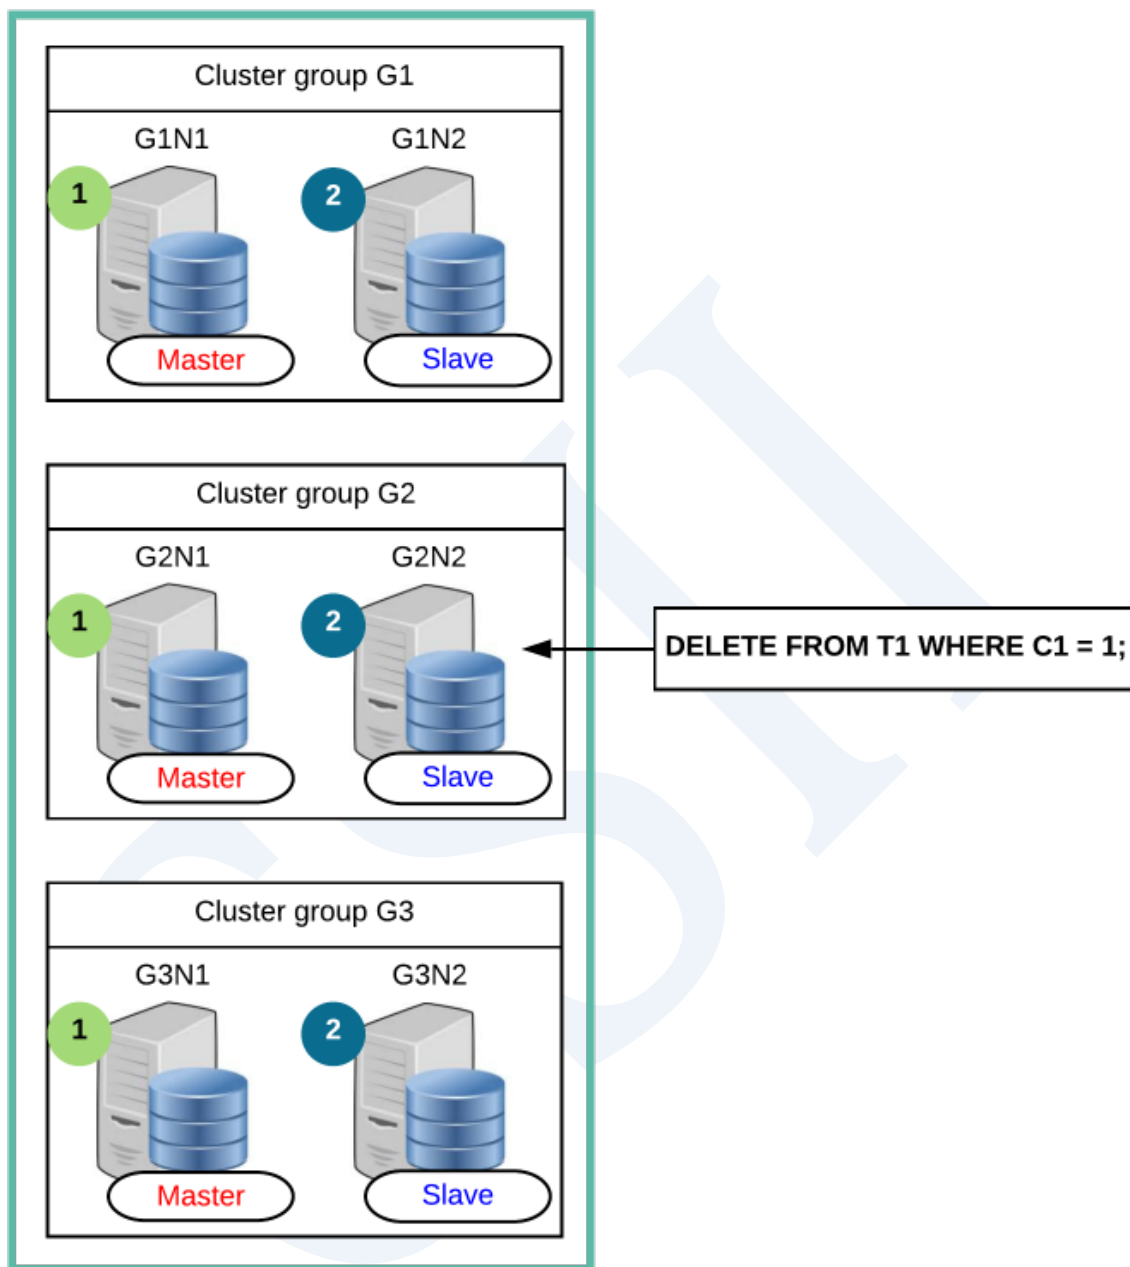 Cluster group G1
G1N1 G1N2
1 2
Master Slave
Cluster group G2
G2N1 G2N2
1 2
DELETE FROM T1 WHERE C1 = 1;
Master Slave
Cluster group G3
G3N1 G3N2
1 2
Master Slave